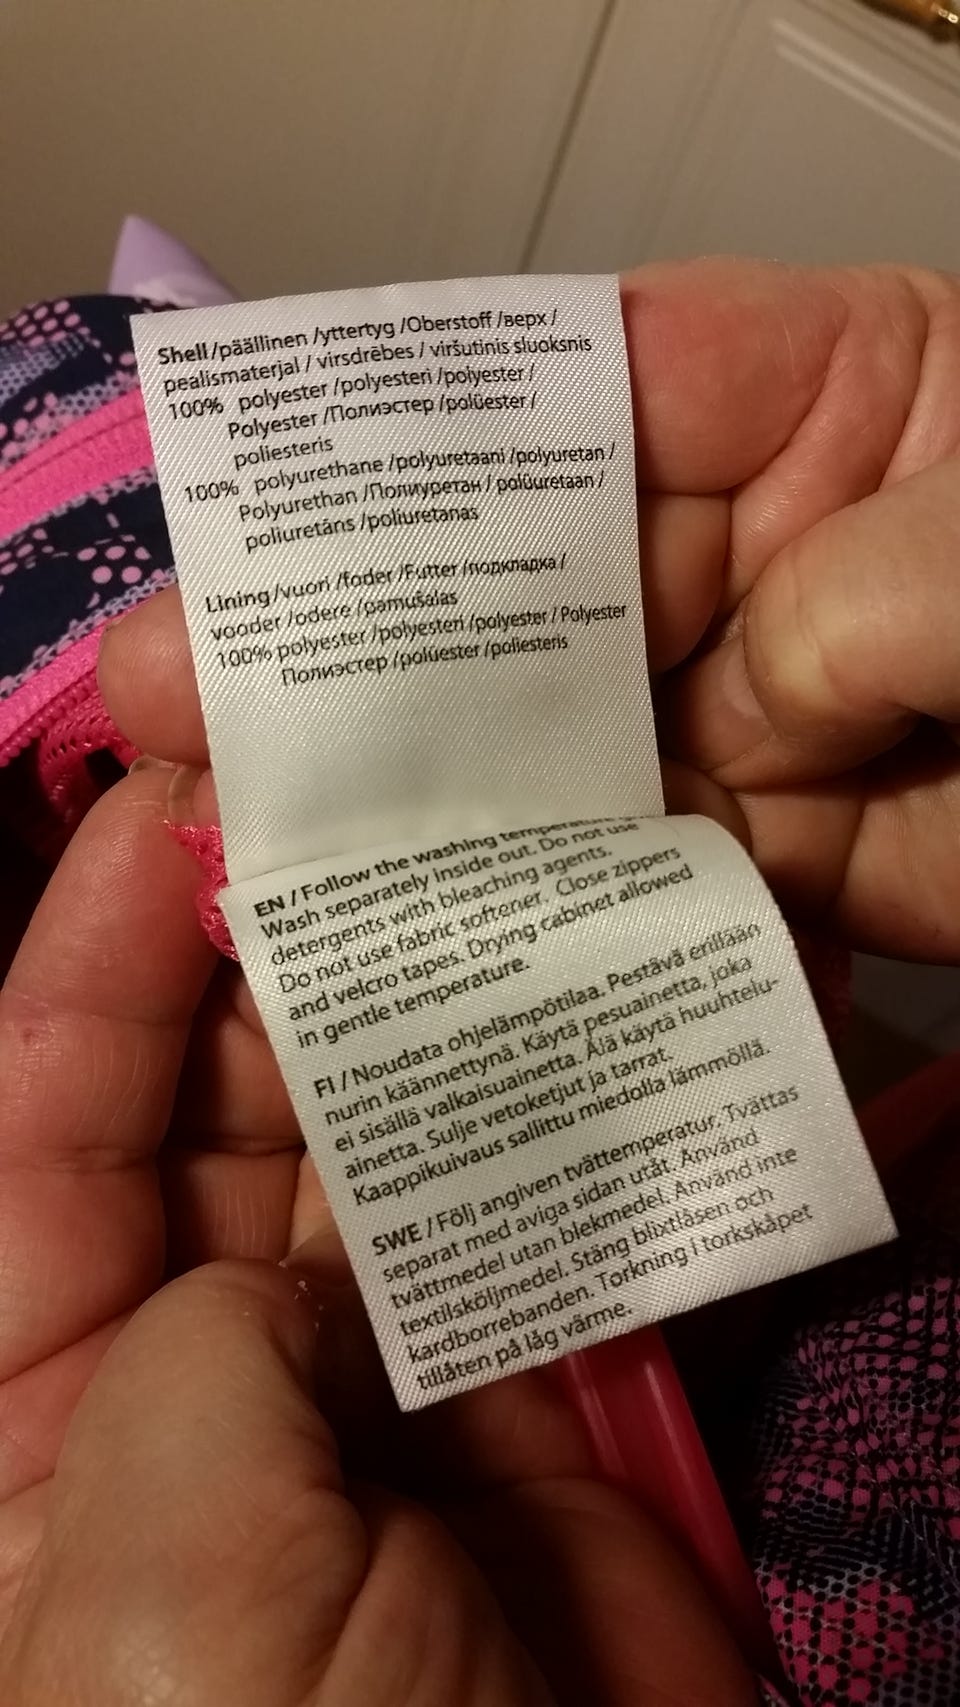 Shell/päällinen /yttertyg /Oberstoff /верх /
pealismaterjal / virsdrēbes / viršutinis sluoksnis
100% polyester /polyesteri /polyester /
Polyester /Полиэстер /polüester /
poliesteris
100% polyurethane /polyuretaani /polyuretan /
Polyurethan /Полиуретан / polüuretaan /
poliuretāns /poliuretanas
Lining/vuori /foder /Futter /подкладка /
vooder /odere /pamušalas
100% polyester /polyesteri /polyester / Polyester
Полиэстер /polüester /poliesteris
EN / Follow the washing temperature
Wash separately inside out. Do not use
detergents with bleaching agents.
Do not use fabric softener. Close zippers
and velcro tapes. Drying cabinet allowed
in gentle temperature.
FI / Noudata ohjelämpötilaa. Pestävä erillään
nurin käännettynä. Käytä pesuainetta, joka
ei sisällä valkaisuainetta. Älä käytä huuhtelu-
ainetta. Sulje vetoketjut ja tarrat.
Kaappikuivaus sallittu miedolla lämmöllä.
SWE / Följ angiven tvättemperatur. Tvättas
separat med aviga sidan utåt. Använd
tvättmedel utan blekmedel. Använd inte
textilsköljmedel. Stäng blixtlåsen och
kardborrebanden. Torkning i torkskåpet
tillåten på låg värme.